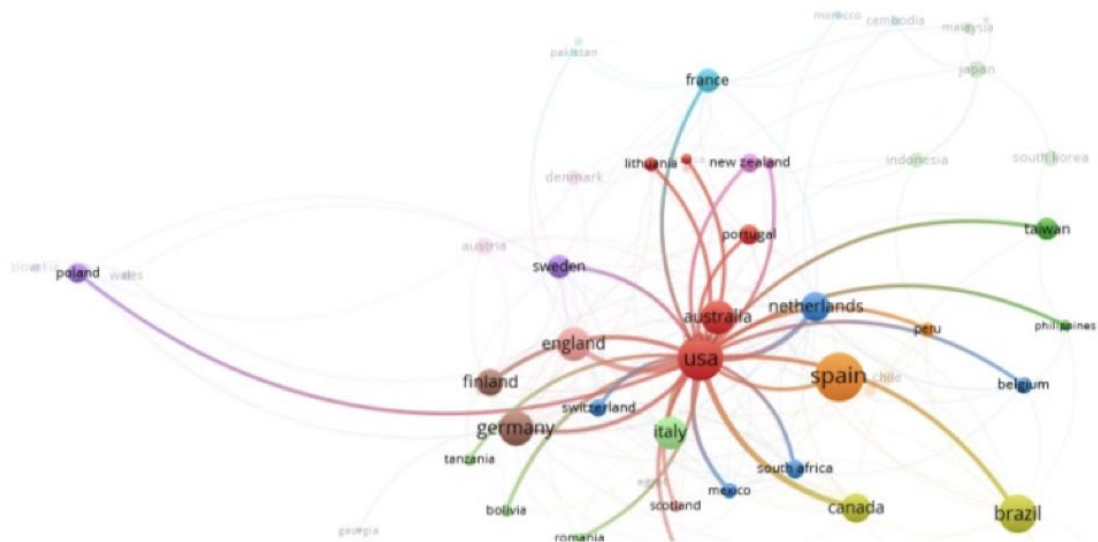 morocco
cambodia
malaysia
pakistan
france
japan
lithuania
new zealand
indonesia
south korea
denmark
portugal
taiwan
austria
sweden
slovakia
poland
wales
netherlands
australia
peru
philippines
england
usa
spain
chile
finland
belgium
switzerland
germany
italy
tanzania
south africa
mexico
scotland
canada
bolivia
brazil
georgia
romania